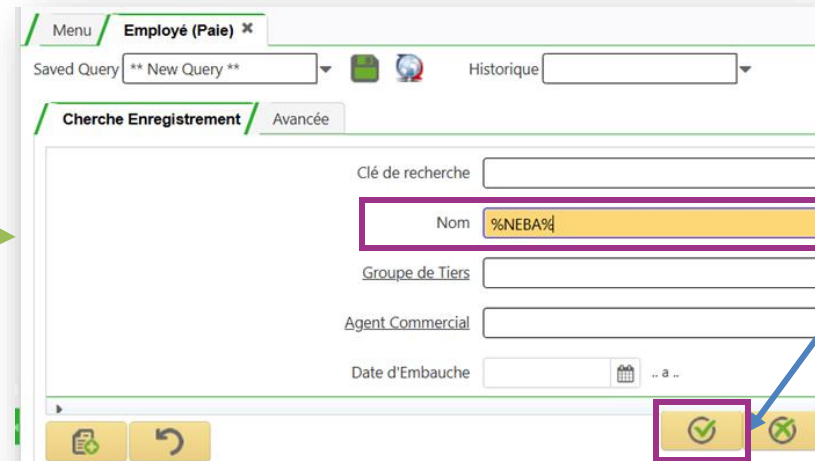 Menu Employé (Paie) ✖
Saved Query ** New Query ** Historique
Cherche Enregistrement Avancée
Clé de recherche
Nom %NEBA%
Groupe de Tiers
Agent Commercial
Date d'Embauche .. a ..